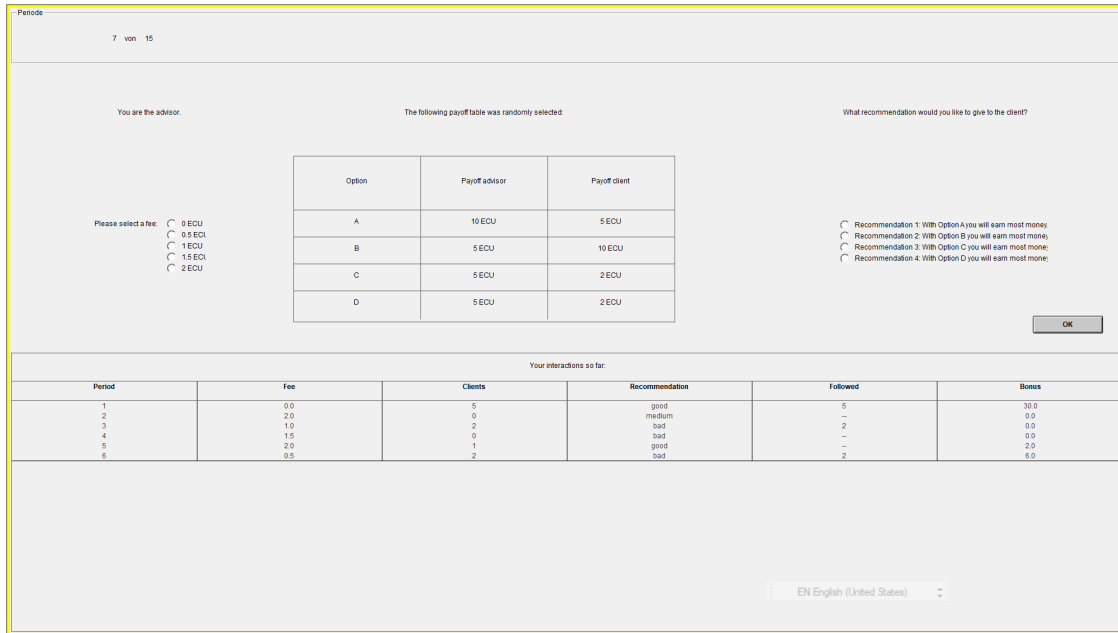 Periode
7 von 15
You are the advisor.
The following payoff table was randomly selected:
What recommendation would you like to give to the client?
Option Payoff advisor Payoff client
A 10 ECU 5 ECU
B 5 ECU 10 ECU
C 5 ECU 2 ECU
D 5 ECU 2 ECU
Please select a fee:
0 ECU
0.5 ECU
1 ECU
1.5 ECU
2 ECU
Recommendation 1: With Option A you will earn most money.
Recommendation 2: With Option B you will earn most money
Recommendation 3: With Option C you will earn most money
Recommendation 4: With Option D you will earn most money
OK
Your interactions so far:
Period Fee Clients Recommendation Followed Bonus
1 0.0 5 good 5 30.0
2 2.0 0 medium -- 0.0
3 1.0 2 bad 2 0.0
4 1.5 0 bad -- 0.0
5 2.0 1 good -- 2.0
6 0.5 2 bad 2 6.0
EN English (United States)